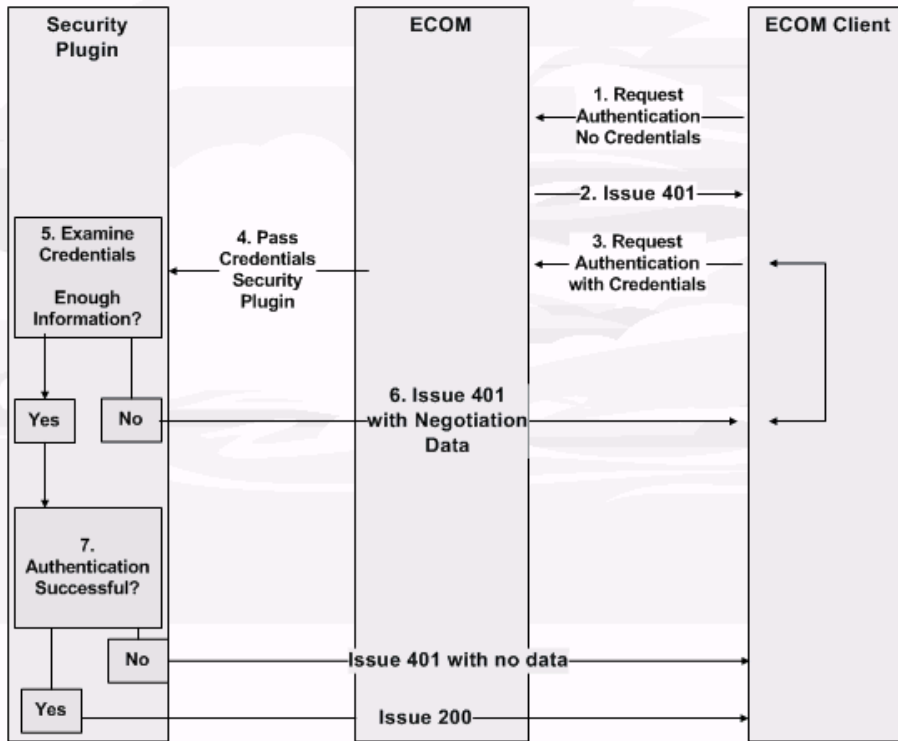 Security
Plugin
ECOM
ECOM Client
1. Request
Authentication
No Credentials
2. Issue 401
3. Request
Authentication
with Credentials
4. Pass
Credentials
Security
Plugin
5. Examine
Credentials
Enough
Information?
Yes
No
6. Issue 401
with Negotiation
Data
7.
Authentication
Successful?
No
Issue 401 with no data
Yes
Issue 200